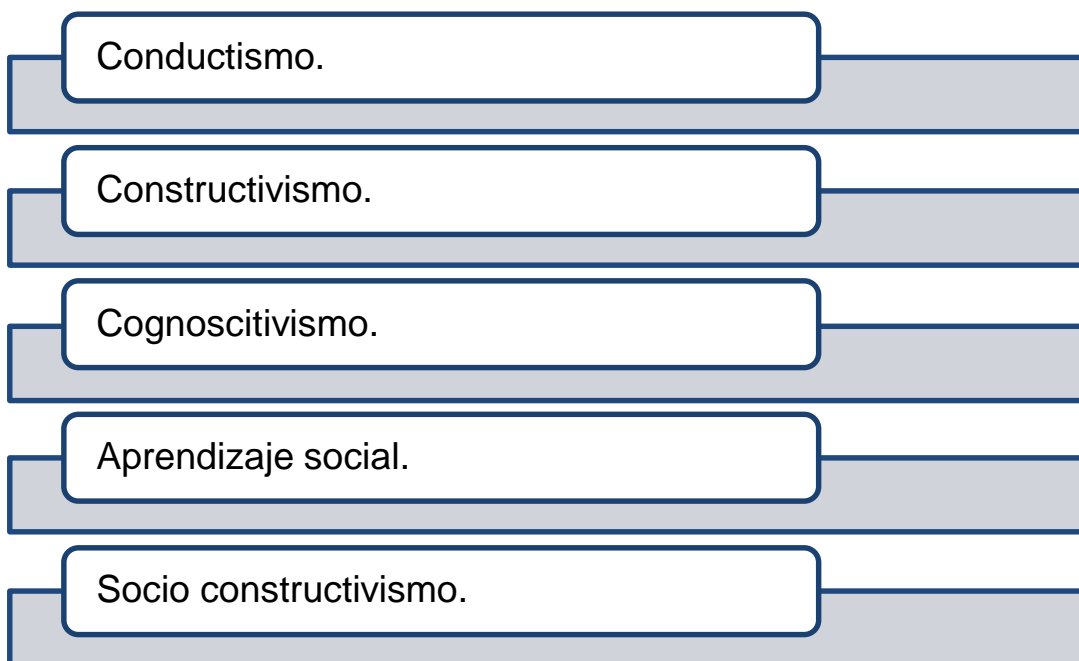 Conductismo.
Constructivismo.
Cognoscitivismo.
Aprendizaje social.
Socio constructivismo.